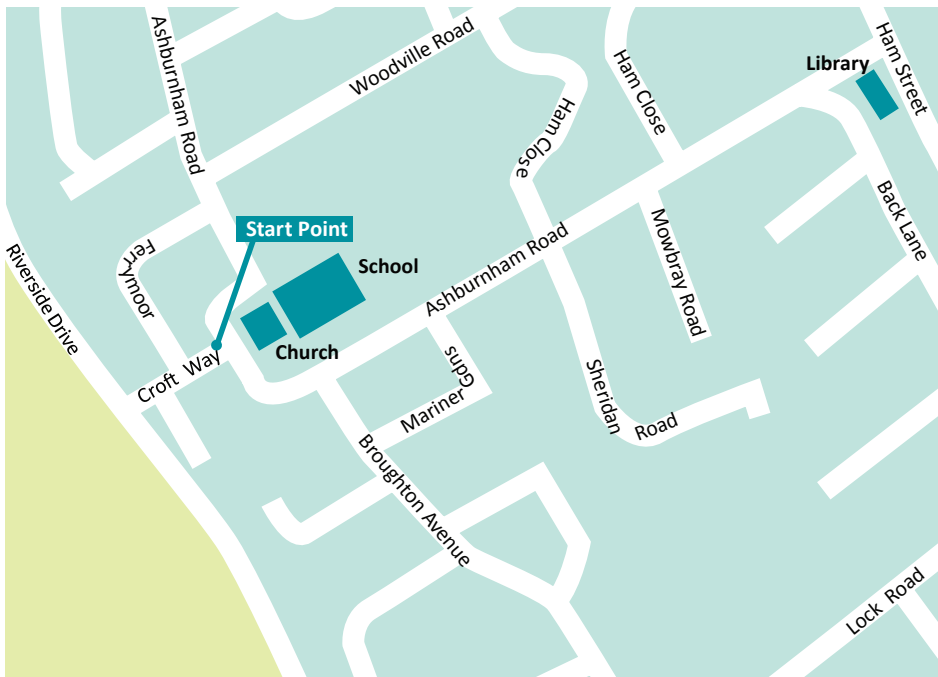 Ashburnham Road
Woodville Road
Ham Close
Ham Street
Library
Ham Close
Back Lane
Mowbray Road
Start Point
School
Ashburnham Road
Ferrymoor
Riverside Drive
Church
Croft Way
Mariner Gdns
Sheridan Road
Broughton Avenue
Lock Road